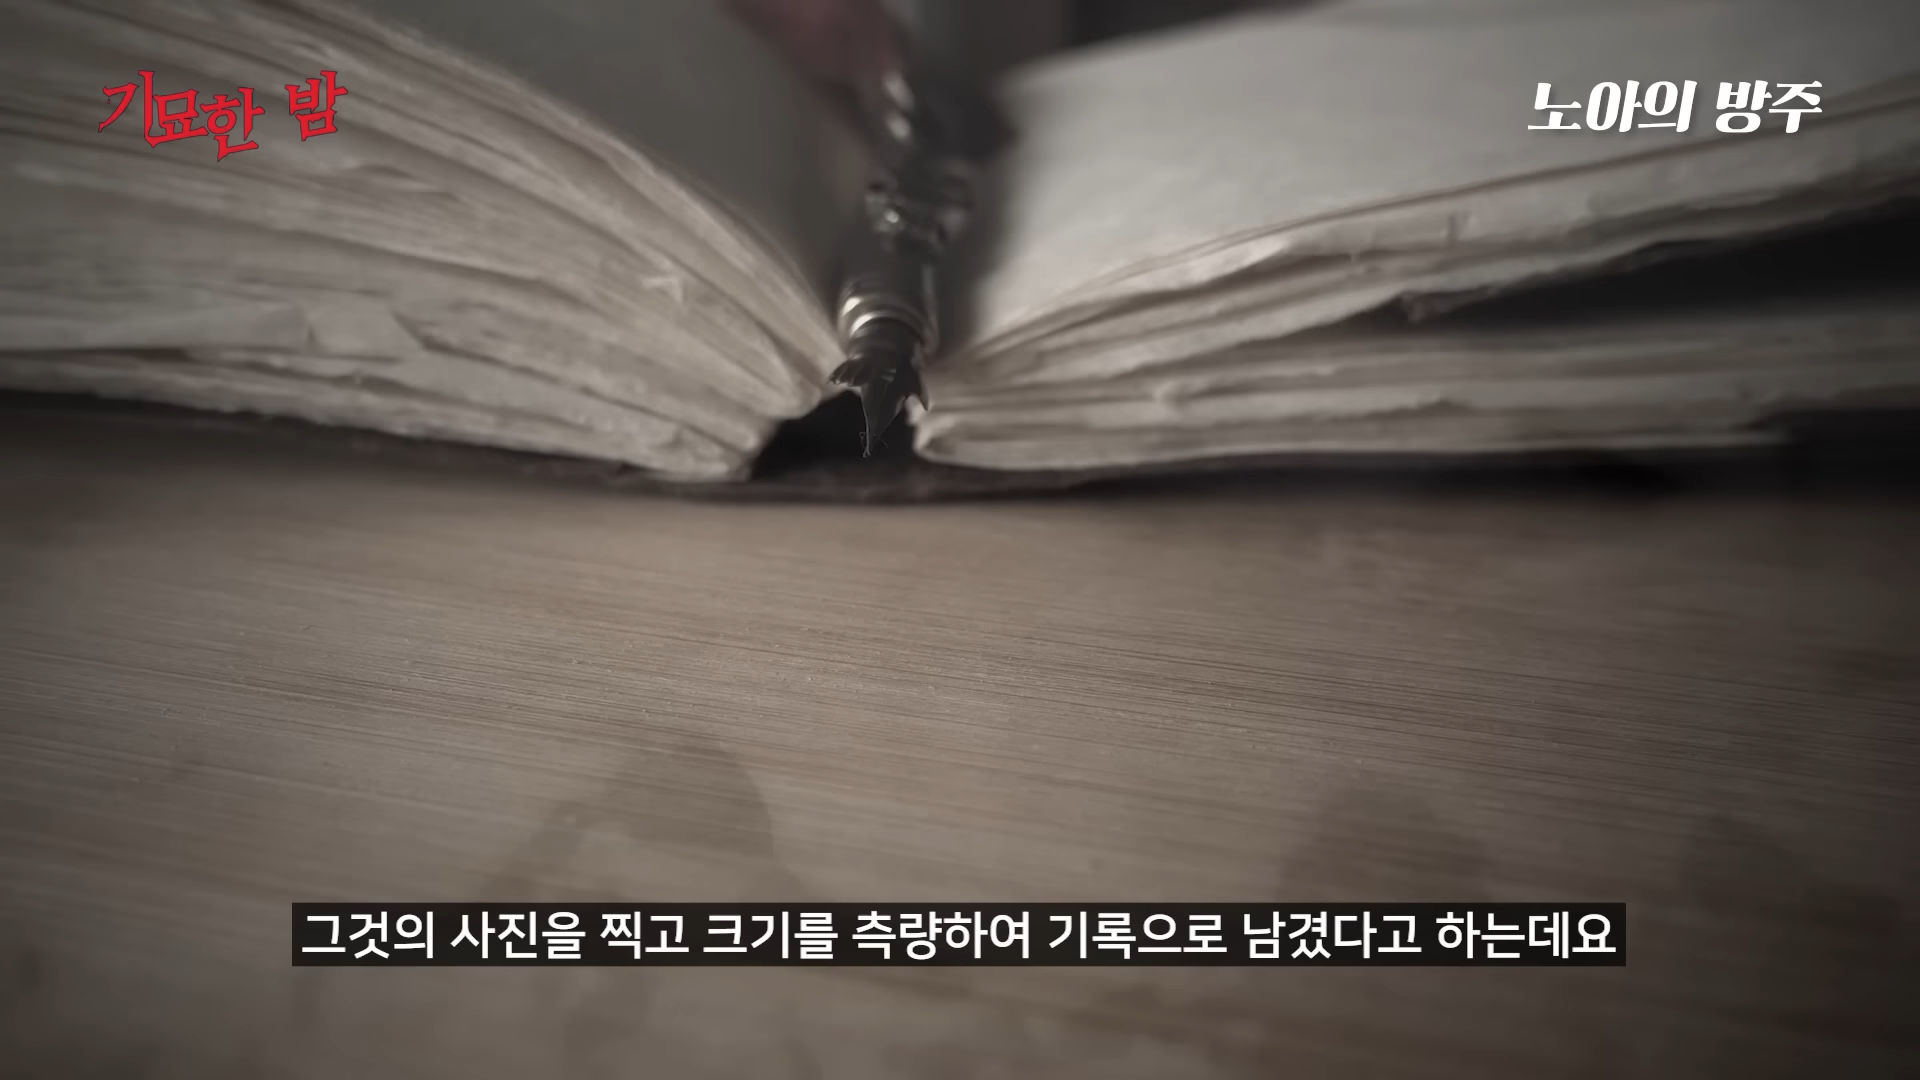 기묘한 밤
노아의 방주
그것의 사진을 찍고 크기를 측량하여 기록으로 남겼다고 하는데요